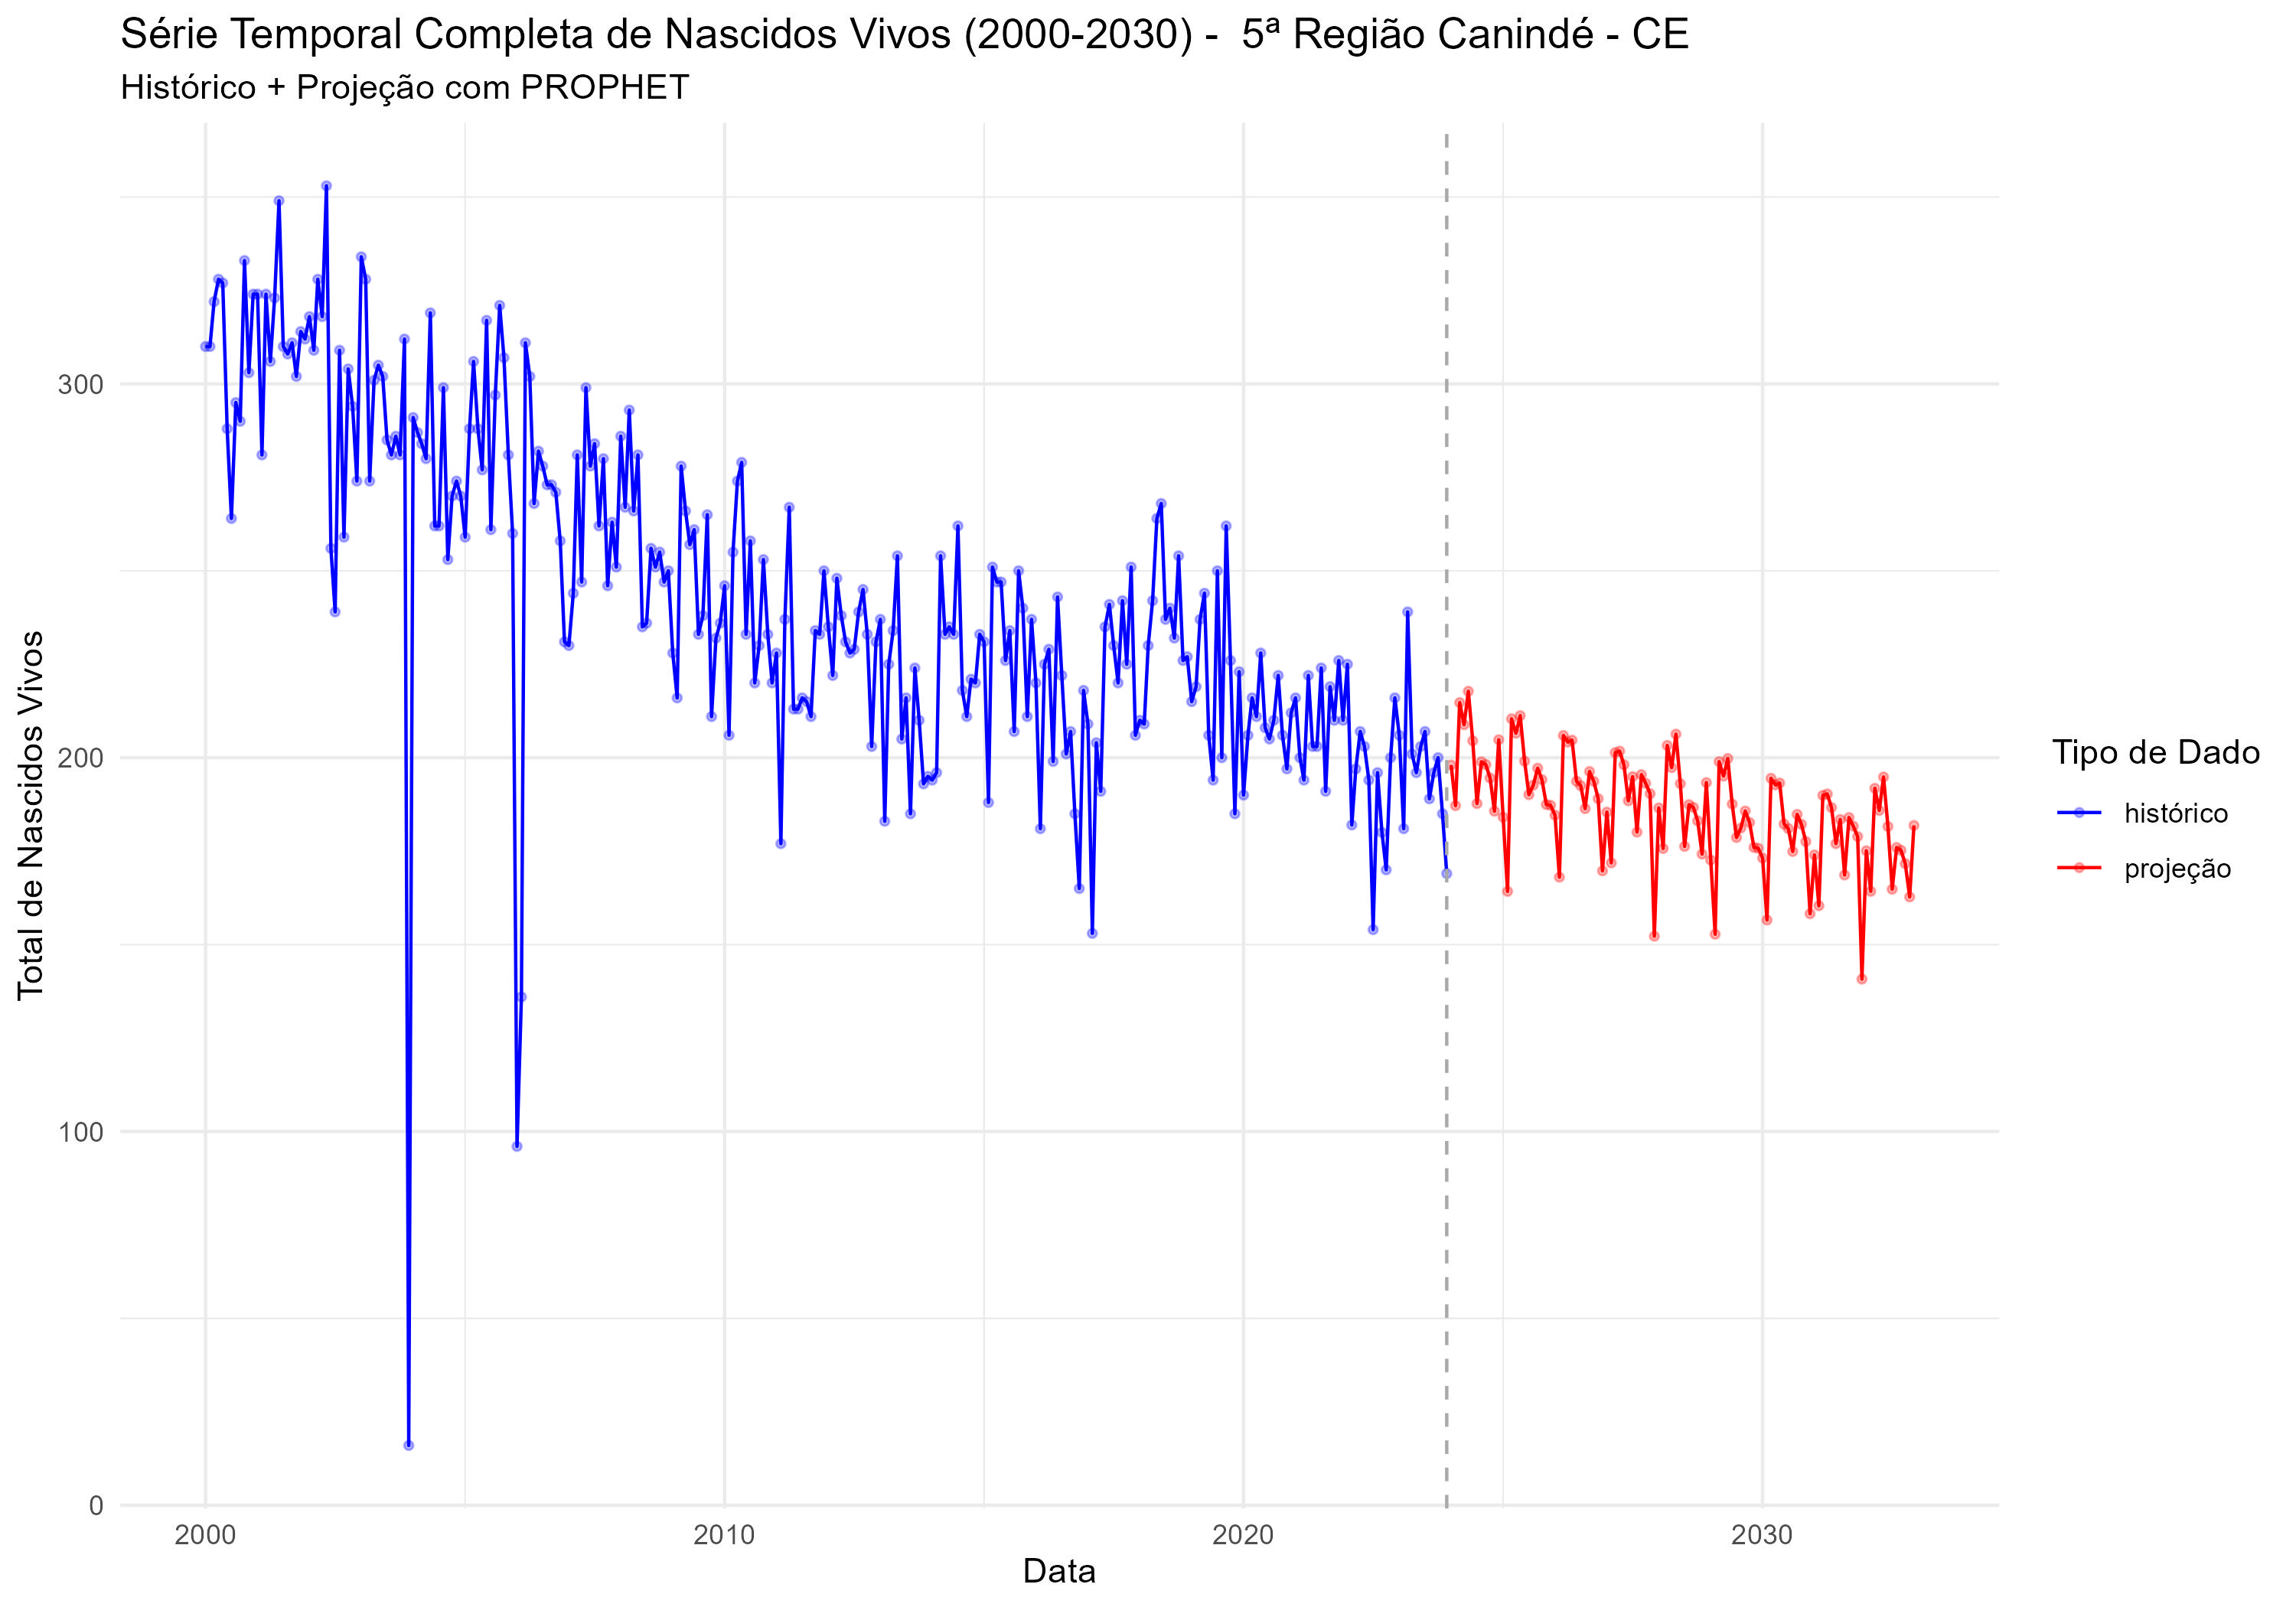 Série Temporal Completa de Nascidos Vivos (2000-2030) -  5ª Região Canindé - CE
Histórico + Projeção com PROPHET
Total de Nascidos Vivos
300
200
100
0
2000
2010
2020
2030
Data
Tipo de Dado
histórico
projeção